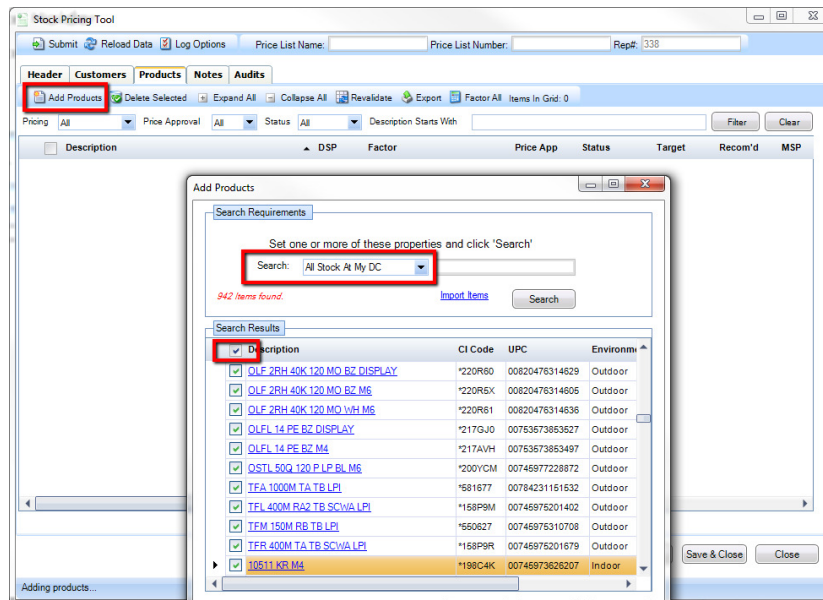 Stock Pricing Tool
Submit Reload Data Log Options Price List Name: Price List Number: Rep#: 338
Header Customers Products Notes Audits
Add Products Delete Selected Expand All Collapse All Revalidate Export Factor All Items In Grid: 0
Pricing All Price Approval All Status All Description Starts With Filter Clear
Description DSP Factor Price App Status Target Recom'd MSP
Add Products
Search Requirements
Set one or more of these properties and click 'Search'
Search: All Stock At My DC
942 Items found. Import Items Search
Search Results
Description CI Code UPC Environme
OLF 2RH 40K 120 MO BZ DISPLAY *220R60 00820476314629 Outdoor
OLF 2RH 40K 120 MO BZ M6 *220R5X 00820476314605 Outdoor
OLF 2RH 40K 120 MO WH M6 *220R61 00820476314636 Outdoor
OLFL 14 PE BZ DISPLAY *217GJ0 00753573853527 Outdoor
OLFL 14 PE BZ M4 *217AVH 00753573853497 Outdoor
OSTL 50Q 120 P LP BL M6 *200YCM 00745977228872 Outdoor
TFA 1000M TA TB LPI *581677 00784231151532 Outdoor
TFL 400M RA2 TB SCWA LPI *158P9M 00745975201402 Outdoor
TFM 150M RB TB LPI *550627 00745975310708 Outdoor
TFR 400M TA TB SCWA LPI *158P9R 00745975201679 Outdoor
10511 KR M4 *198C4K 00745973626207 Indoor
Save & Close Close
Adding products...